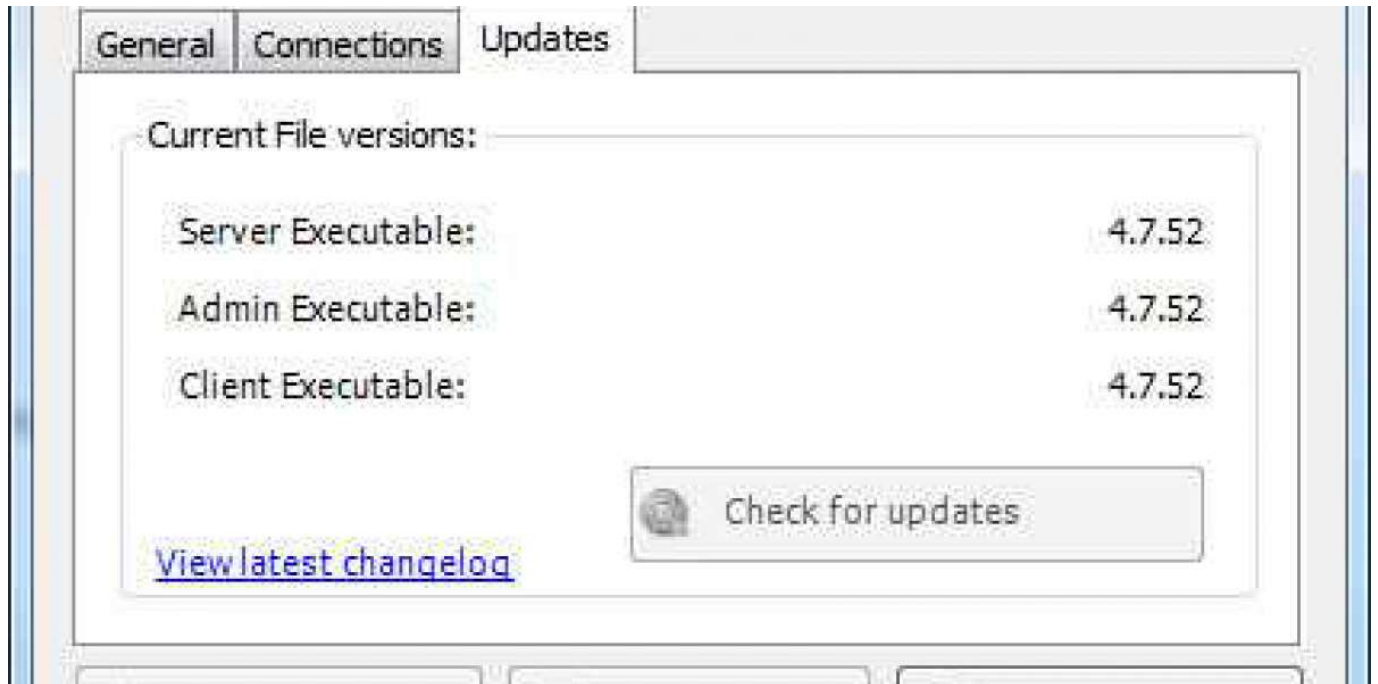 General Connections Updates
Current File versions:
Server Executable: 4.7.52
Admin Executable: 4.7.52
Client Executable: 4.7.52
Check for updates
View latest changelog